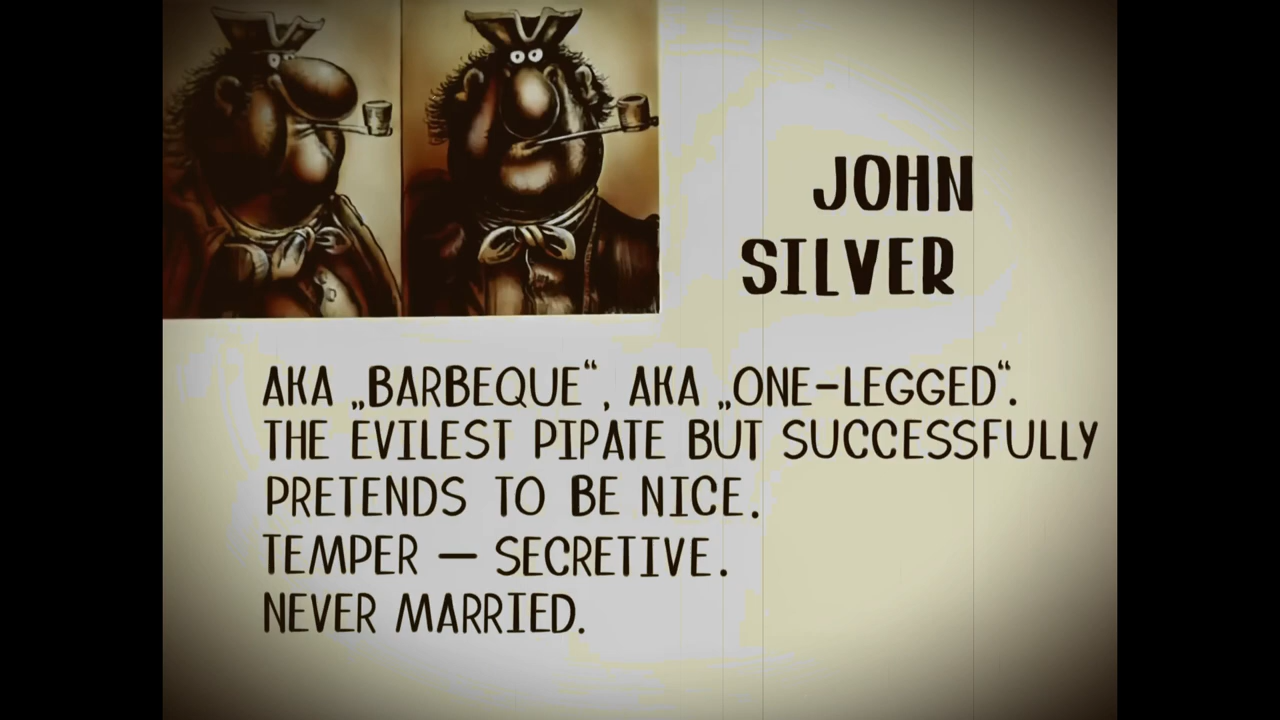 JOHN
SILVER
AKA „BARBEQUE“, AKA „ONE-LEGGED“.
THE EVILEST PIPATE BUT SUCCESSFULLY
PRETENDS TO BE NICE.
TEMPER — SECRETIVE.
NEVER MARRIED.